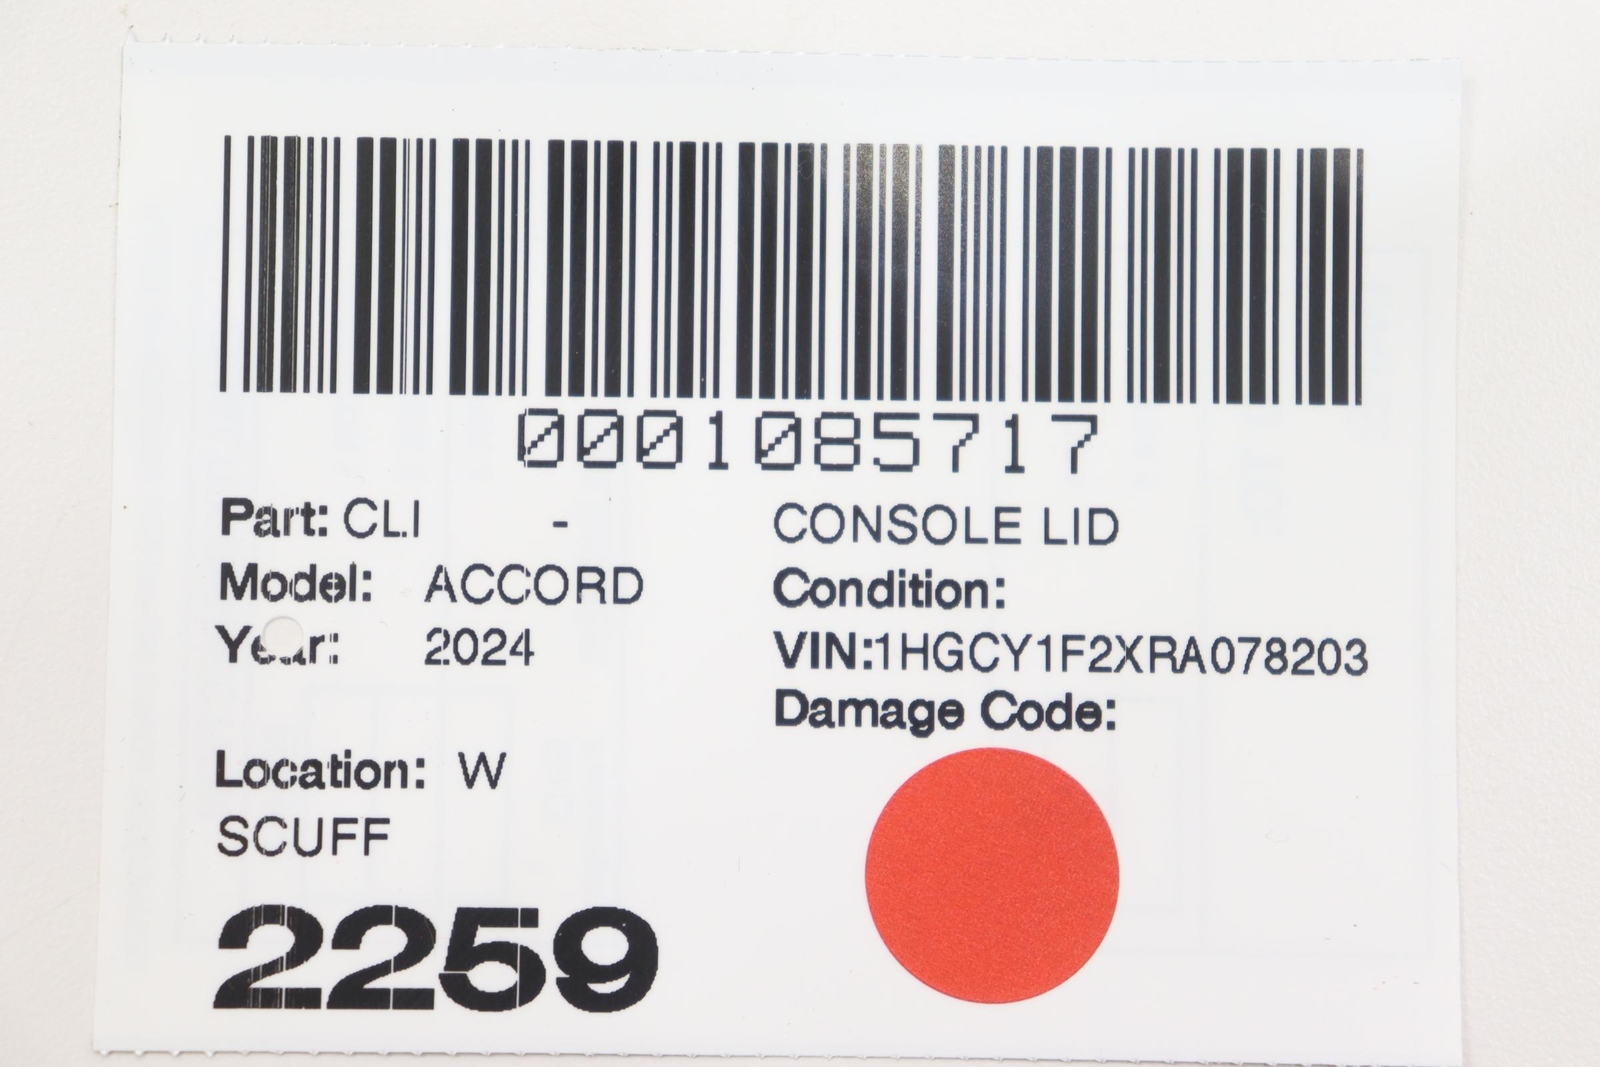 0001085717
Part: CLI - CONSOLE LID
Model: ACCORD Condition:
Year: 2024 VIN:1HGCY1F2XRA078203
Damage Code:
Location: W
SCUFF
2259